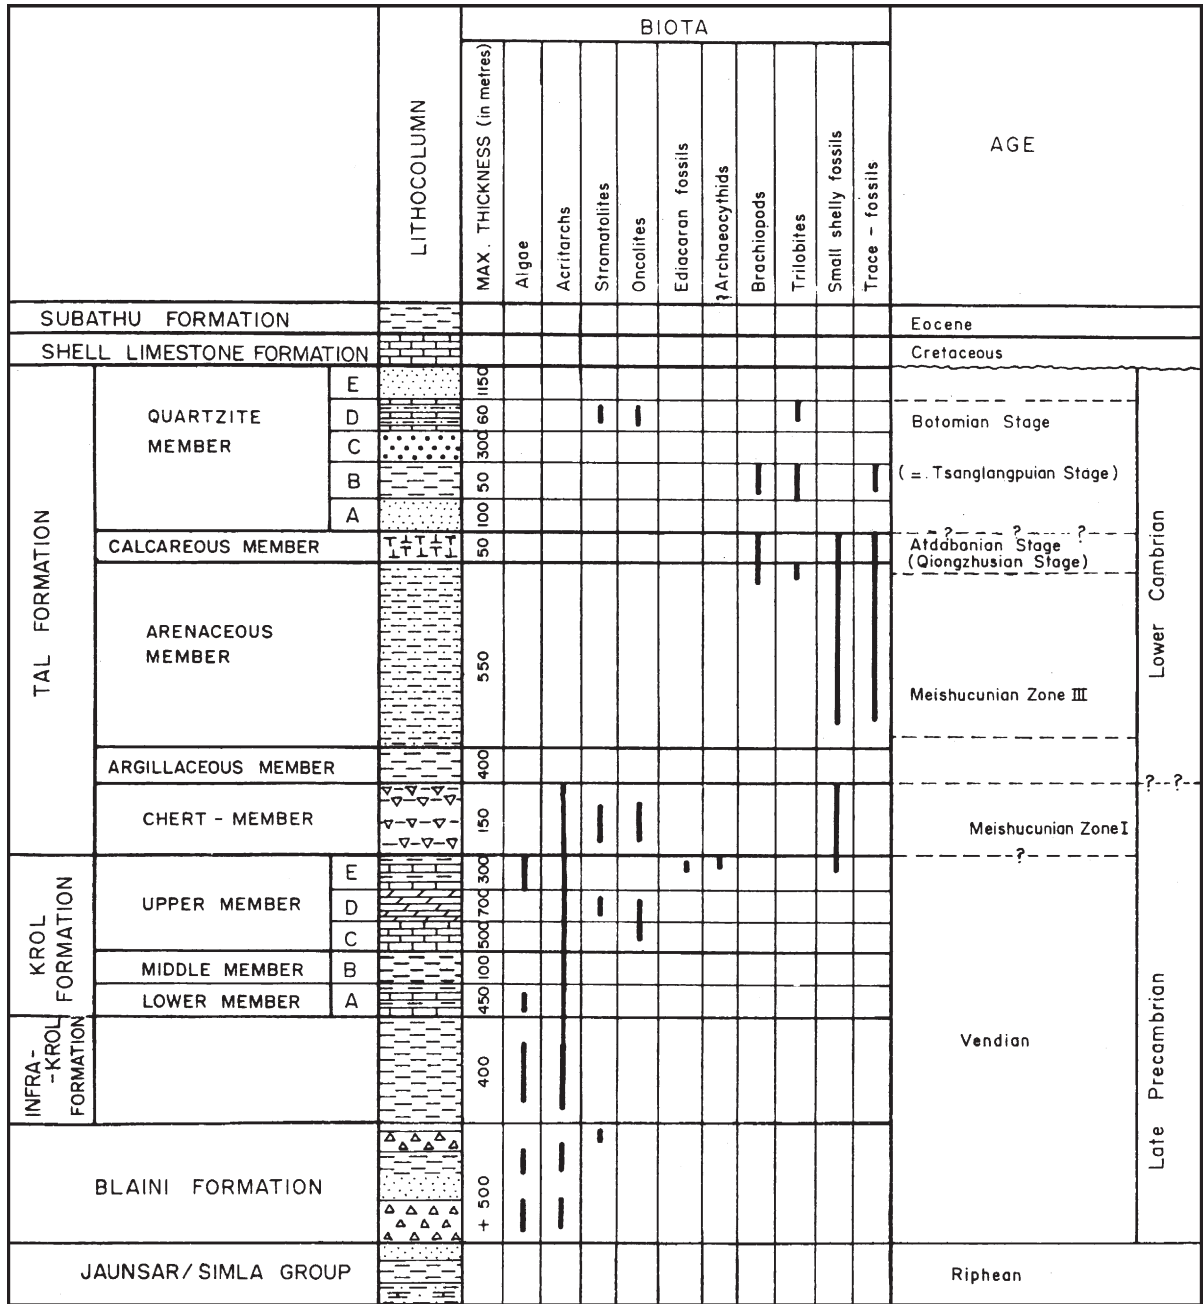 BIOTA
LITHOCOLUMN
MAX. THICKNESS (in metres)
Algae
Acritarchs
Stromatolites
Oncolites
Ediacaran fossils
?Archaeocythids
Brachiopods
Trilobites
Small shelly fossils
Trace - fossils
AGE
SUBATHU FORMATION
Eocene
SHELL LIMESTONE FORMATION
Cretaceous
TAL FORMATION
QUARTZITE
MEMBER
E
1150
D
60
Botomian Stage
C
300
B
50
(=. Tsanglangpuian Stage)
A
100
? ? ?
CALCAREOUS MEMBER
50
Atdabanian Stage
(Qiongzhusian Stage)
Lower Cambrian
ARENACEOUS
MEMBER
550
Meishucunian Zone III
ARGILLACEOUS MEMBER
400
? ?
CHERT - MEMBER
150
Meishucunian Zone I
?
KROL
FORMATION
UPPER MEMBER
E
300
D
700
C
500
MIDDLE MEMBER
B
100
LOWER MEMBER
A
450
INFRA-
-KROL
FORMATION
400
Vendian
Late Precambrian
BLAINI FORMATION
+ 500
JAUNSAR/SIMLA GROUP
Riphean